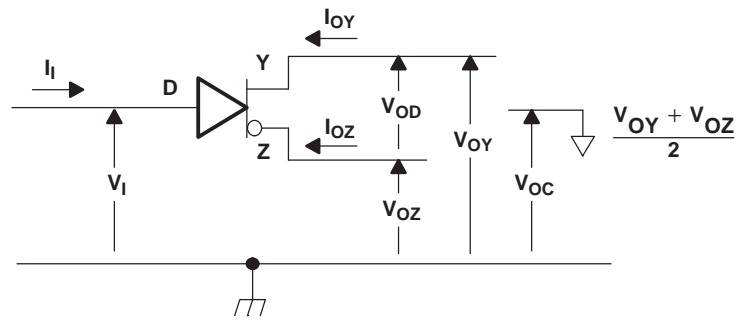 I_OY
I_I
D
Y
V_OD
I_OZ
Z
V_OY
V_OY + V_OZ
2
V_I
V_OZ
V_OC